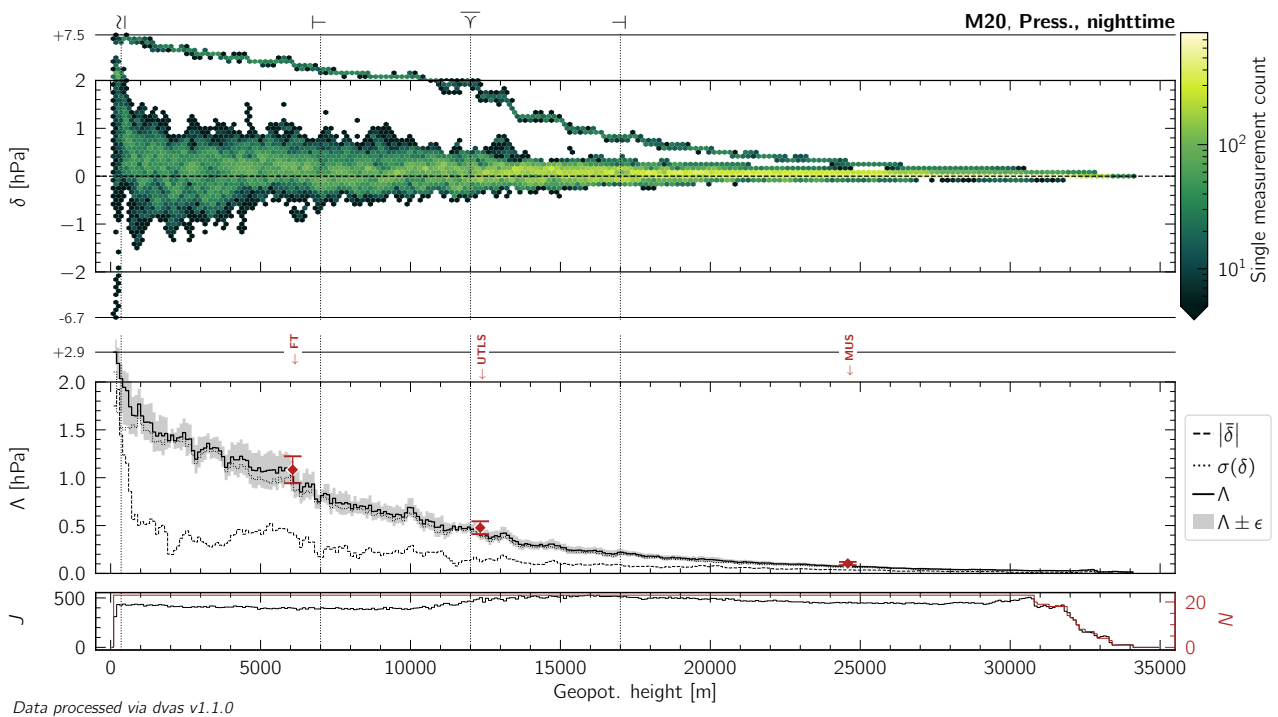 M20, Press., nighttime
+7.5
2
1
0
−1
−2
-6.7
δ [hPa]
10²
10¹
Single measurement count
FT
UTLS
MUS
+2.9
2.0
1.5
1.0
0.5
0.0
Λ [hPa]
|δ̄|
σ(δ)
Λ
Λ ± ϵ
500
0
J
20
0
N
0 5000 10000 15000 20000 25000 30000 35000
Geopot. height [m]
Data processed via dvas v1.1.0